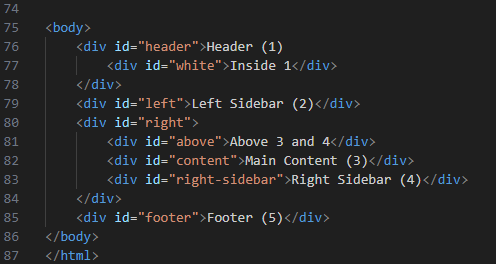 74
75 <body>
76     <div id="header">Header (1)
77         <div id="white">Inside 1</div>
78     </div>
79     <div id="left">Left Sidebar (2)</div>
80     <div id="right">
81         <div id="above">Above 3 and 4</div>
82         <div id="content">Main Content (3)</div>
83         <div id="right-sidebar">Right Sidebar (4)</div>
84     </div>
85     <div id="footer">Footer (5)</div>
86 </body>
87 </html>